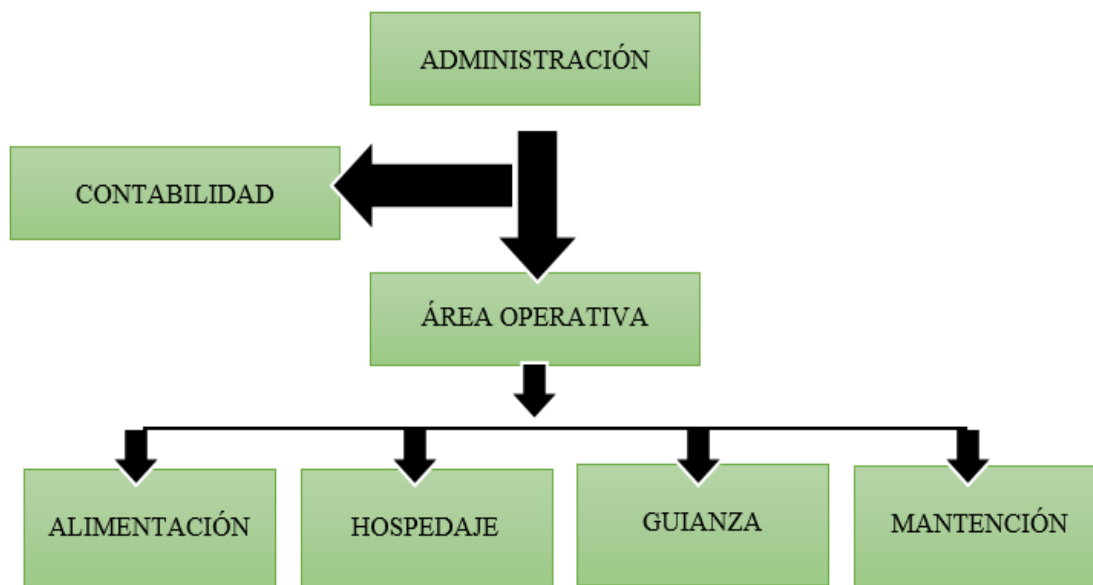 ADMINISTRACIÓN
CONTABILIDAD
ÁREA OPERATIVA
ALIMENTACIÓN
HOSPEDAJE
GUIANZA
MANTENCIÓN